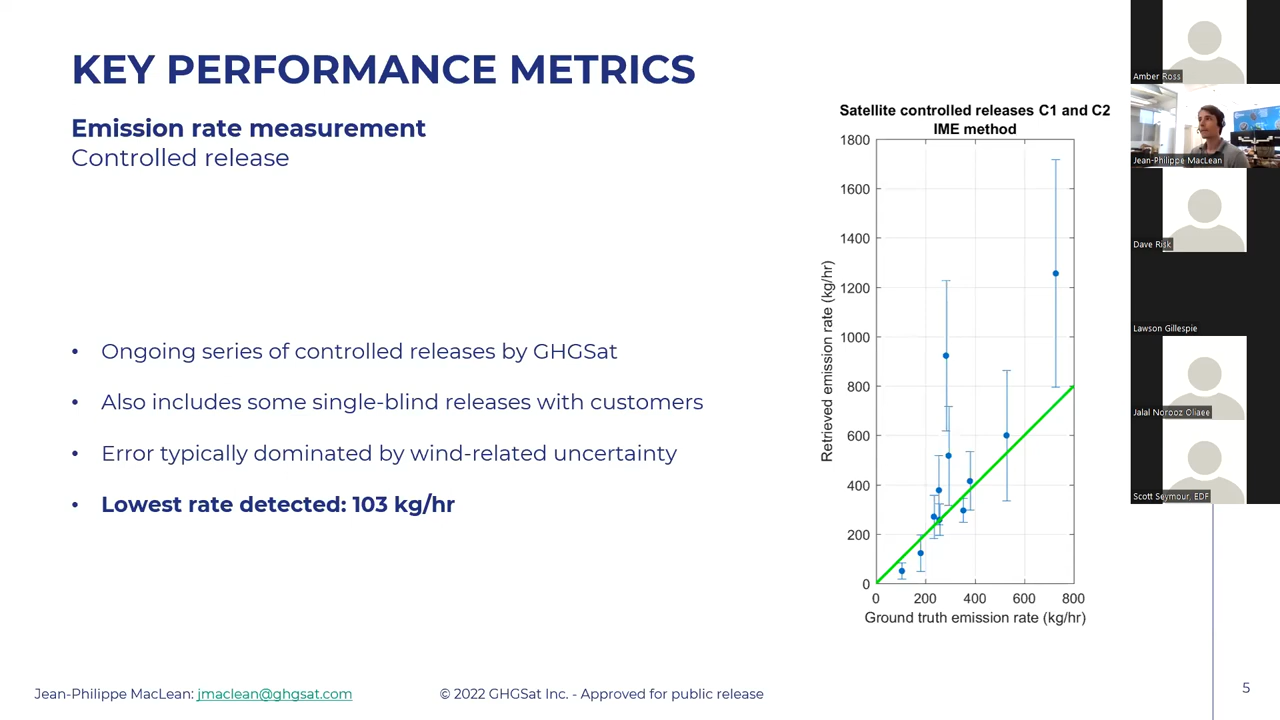 KEY PERFORMANCE METRICS
Emission rate measurement
Controlled release
• Ongoing series of controlled releases by GHGSat
• Also includes some single-blind releases with customers
• Error typically dominated by wind-related uncertainty
• Lowest rate detected: 103 kg/hr
Satellite controlled releases C1 and C2
IME method
Retrieved emission rate (kg/hr)
1800
1600
1400
1200
1000
800
600
400
200
0
0 200 400 600 800
Ground truth emission rate (kg/hr)
Amber Ross
Jean-Philippe MacLean
Dave Risk
Lawson Gillespie
Jalal Norooz Oliaee
Scott Seymour, EDF
Jean-Philippe MacLean: jmaclean@ghgsat.com
© 2022 GHGSat Inc. - Approved for public release
5